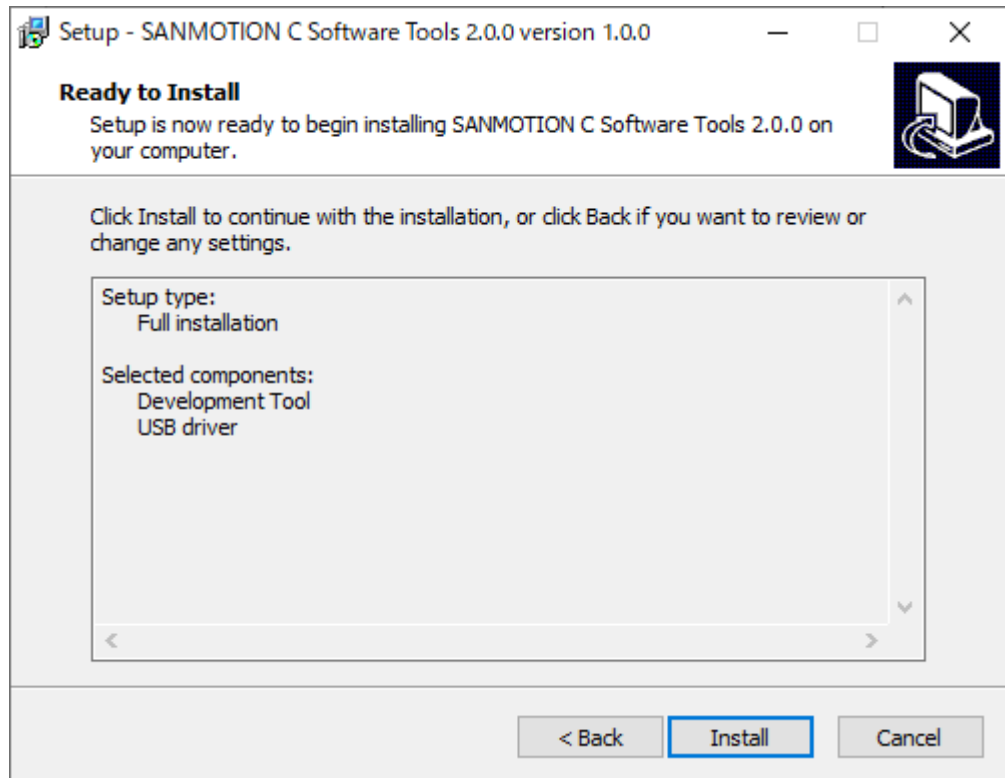 Setup - SANMOTION C Software Tools 2.0.0 version 1.0.0
Ready to Install
Setup is now ready to begin installing SANMOTION C Software Tools 2.0.0 on
your computer.
Click Install to continue with the installation, or click Back if you want to review or
change any settings.
Setup type:
Full installation
Selected components:
Development Tool
USB driver
< Back
Install
Cancel